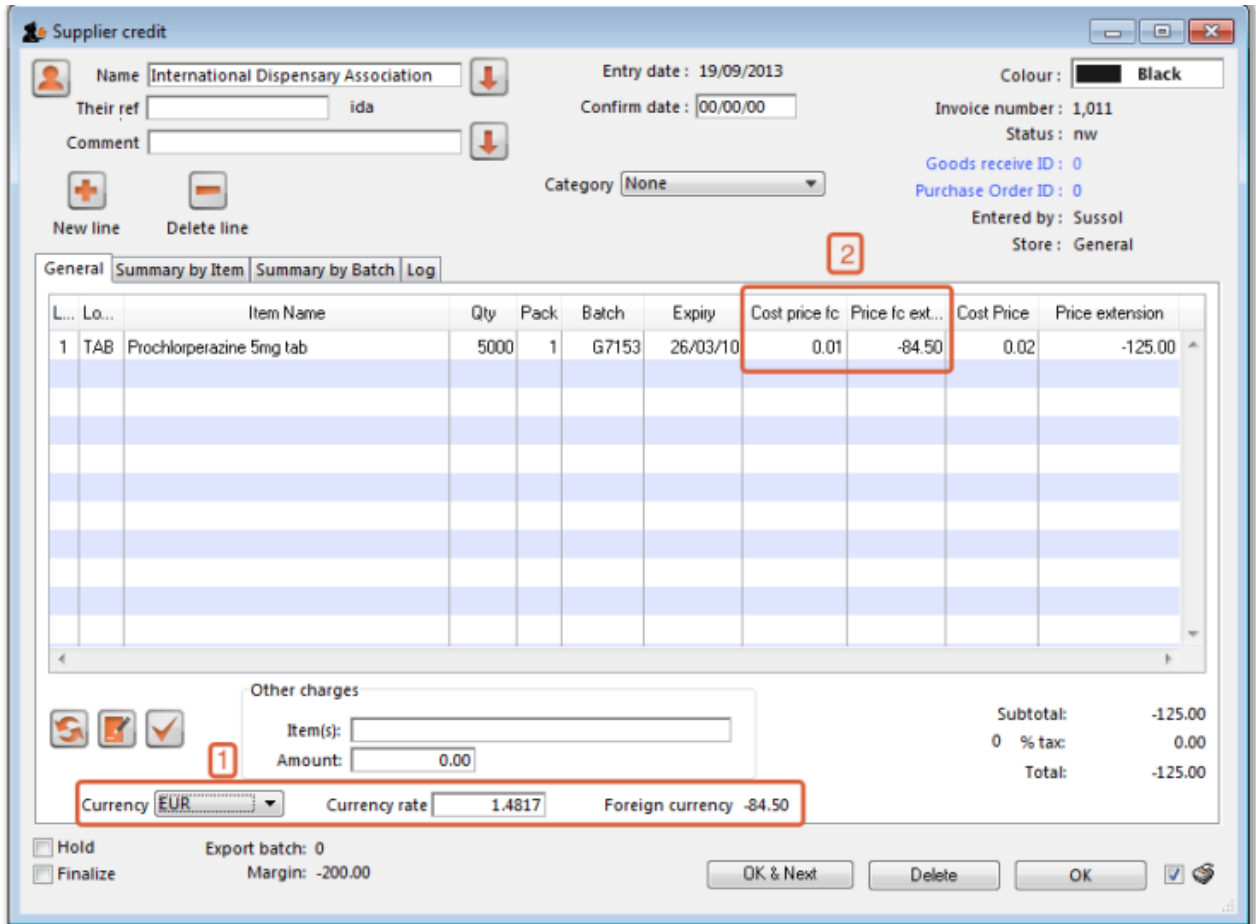 Supplier credit
Name International Dispensary Association Entry date : 19/09/2013 Colour : Black
Their ref ida Confirm date : 00/00/00 Invoice number : 1,011
Comment Status : nw
Goods receive ID : 0
Category None Purchase Order ID : 0
New line Delete line Entered by : Sussol
Store : General
2
General Summary by Item Summary by Batch Log
L... Lo... Item Name Qty Pack Batch Expiry Cost price fc Price fc ext... Cost Price Price extension
1 TAB Prochlorperazine 5mg tab 5000 1 G7153 26/03/10 0.01 -84.50 0.02 -125.00
Other charges
Item(s): Subtotal: -125.00
0 % tax: 0.00
1
Amount: 0.00 Total: -125.00
Currency EUR Currency rate 1.4817 Foreign currency -84.50
Hold Export batch: 0
Finalize Margin: -200.00 OK & Next Delete OK